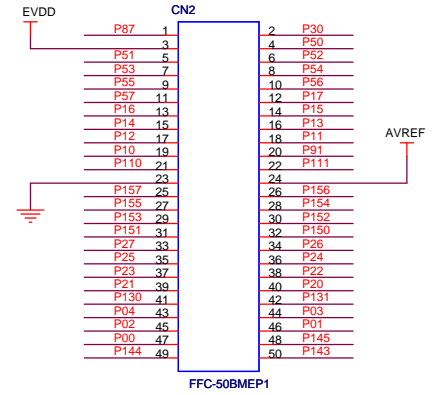 EVDD
CN2
P87 1 2 P30
3 4 P50
P51 5 6 P52
P53 7 8 P54
P55 9 10 P56
P57 11 12 P17
P16 13 14 P15
P14 15 16 P13
P12 17 18 P11
P10 19 20 P91
P110 21 22 P111
AVREF
23 24
P157 25 26 P156
P155 27 28 P154
P153 29 30 P152
P151 31 32 P150
P27 33 34 P26
P25 35 36 P24
P23 37 38 P22
P21 39 40 P20
P130 41 42 P131
P04 43 44 P03
P02 45 46 P01
P00 47 48 P145
P144 49 50 P143
FFC-50BMEP1